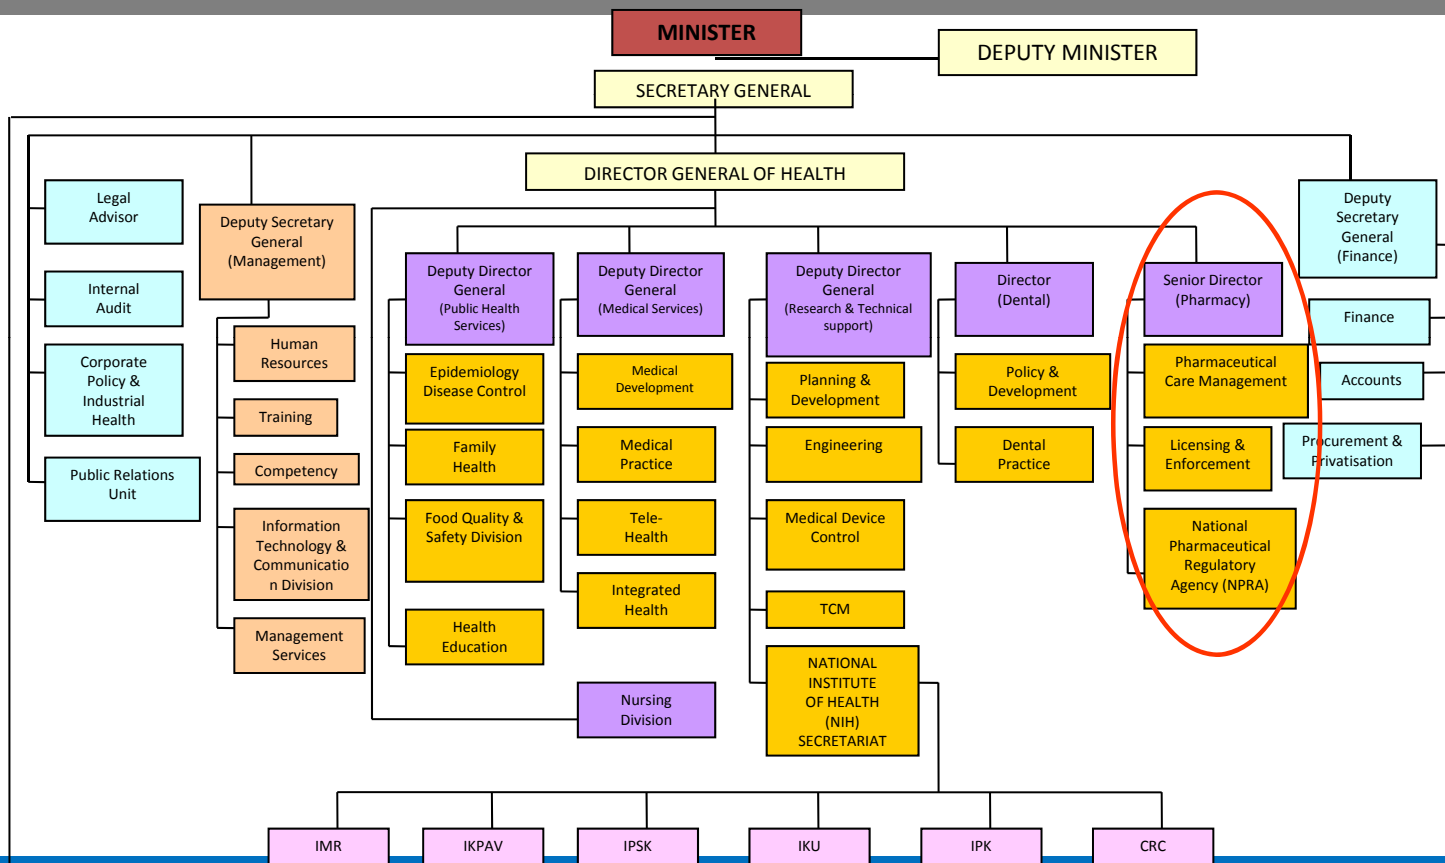 MINISTER
DEPUTY MINISTER
SECRETARY GENERAL
DIRECTOR GENERAL OF HEALTH
Legal
Advisor
Internal
Audit
Corporate
Policy &
Industrial
Health
Public Relations
Unit
Deputy Secretary
General
(Management)
Human
Resources
Training
Competency
Information
Technology &
Communicatio
n Division
Management
Services
Deputy Director
General
(Public Health
Services)
Epidemiology
Disease Control
Family
Health
Food Quality &
Safety Division
Health
Education
Deputy Director
General
(Medical Services)
Medical
Development
Medical
Practice
Tele-
Health
Integrated
Health
Nursing
Division
Deputy Director
General
(Research & Technical
support)
Planning &
Development
Engineering
Medical Device
Control
TCM
NATIONAL
INSTITUTE
OF HEALTH
(NIH)
SECRETARIAT
Director
(Dental)
Policy &
Development
Dental
Practice
Senior Director
(Pharmacy)
Pharmaceutical
Care Management
Licensing &
Enforcement
National
Pharmaceutical
Regulatory
Agency (NPRA)
Deputy
Secretary
General
(Finance)
Finance
Accounts
Procurement &
Privatisation
IMR
IKPAV
IPSK
IKU
IPK
CRC